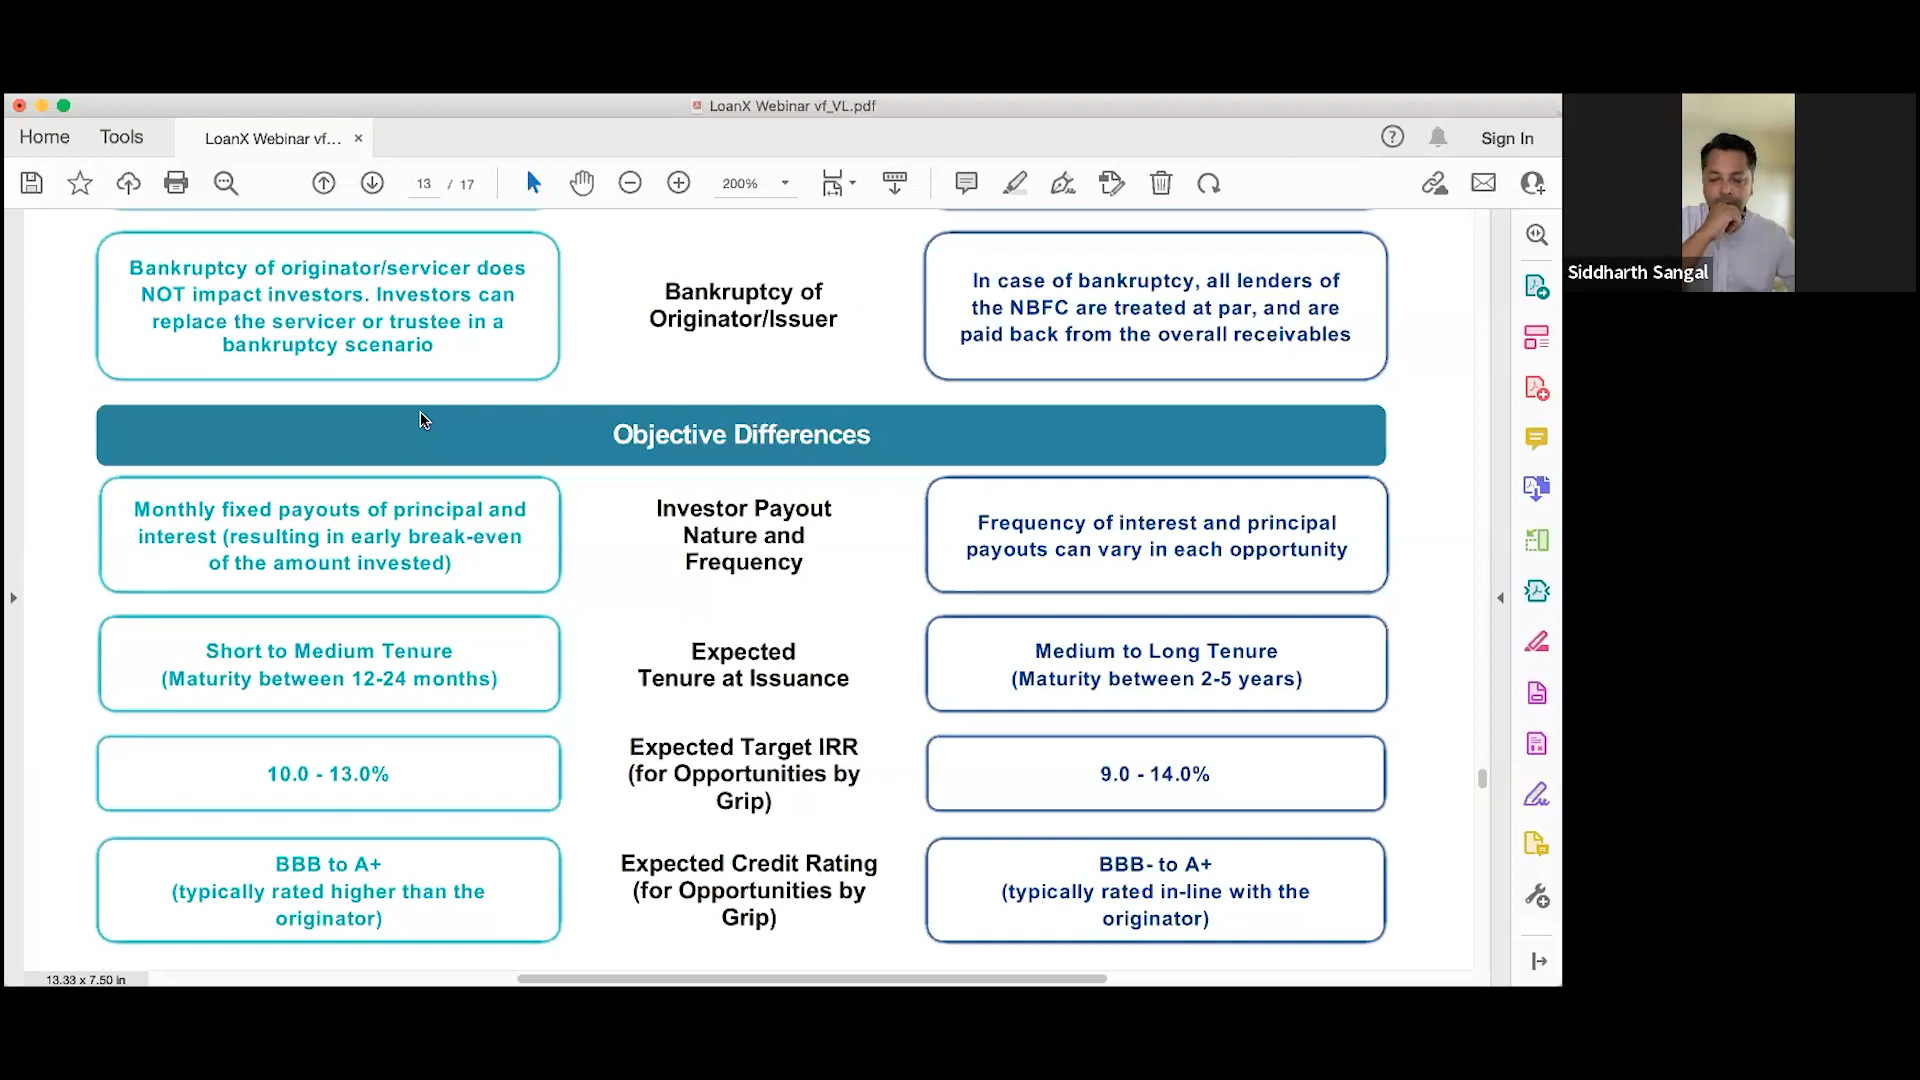 LoanX Webinar vf_VL.pdf
Home
Tools
LoanX Webinar vf...
Sign In
13 / 17
200%
Siddharth Sangal
Bankruptcy of originator/servicer does
NOT impact investors. Investors can
replace the servicer or trustee in a
bankruptcy scenario
Bankruptcy of
Originator/Issuer
In case of bankruptcy, all lenders of
the NBFC are treated at par, and are
paid back from the overall receivables
Objective Differences
Monthly fixed payouts of principal and
interest (resulting in early break-even
of the amount invested)
Investor Payout
Nature and
Frequency
Frequency of interest and principal
payouts can vary in each opportunity
Short to Medium Tenure
(Maturity between 12-24 months)
Expected
Tenure at Issuance
Medium to Long Tenure
(Maturity between 2-5 years)
10.0 - 13.0%
Expected Target IRR
(for Opportunities by
Grip)
9.0 - 14.0%
BBB to A+
(typically rated higher than the
originator)
Expected Credit Rating
(for Opportunities by
Grip)
BBB- to A+
(typically rated in-line with the
originator)
13.33 x 7.50 in